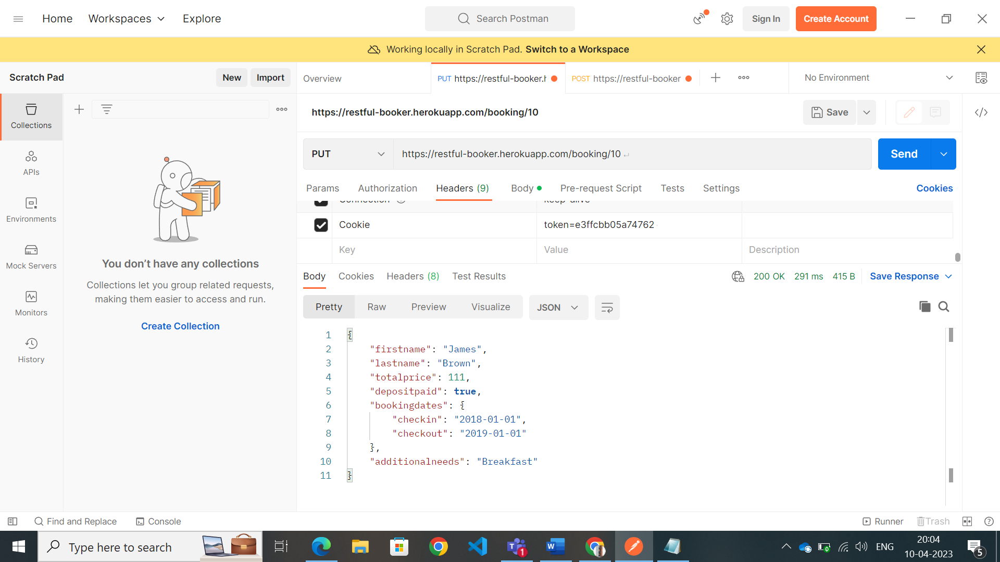 Home Workspaces Explore Search Postman Sign In Create Account
Working locally in Scratch Pad. Switch to a Workspace
Scratch Pad New Import Overview PUT https://restful-booker.h POST https://restful-booker No Environment
Collections
APIs
Environments
Mock Servers
Monitors
History
You don’t have any collections
Collections let you group related requests,
making them easier to access and run.
Create Collection
https://restful-booker.herokuapp.com/booking/10 Save
PUT https://restful-booker.herokuapp.com/booking/10 Send
Params Authorization Headers (9) Body Pre-request Script Tests Settings Cookies
Connection keep-alive
Cookie token=e3ffcbb05a74762
Key Value Description
Body Cookies Headers (8) Test Results 200 OK 291 ms 415 B Save Response
Pretty Raw Preview Visualize JSON
1 {
2 "firstname": "James",
3 "lastname": "Brown",
4 "totalprice": 111,
5 "depositpaid": true,
6 "bookingdates": {
7 "checkin": "2018-01-01",
8 "checkout": "2019-01-01"
9 },
10 "additionalneeds": "Breakfast"
11 }
Find and Replace Console Runner Trash
Type here to search 1 ENG 20:04
10-04-2023 5